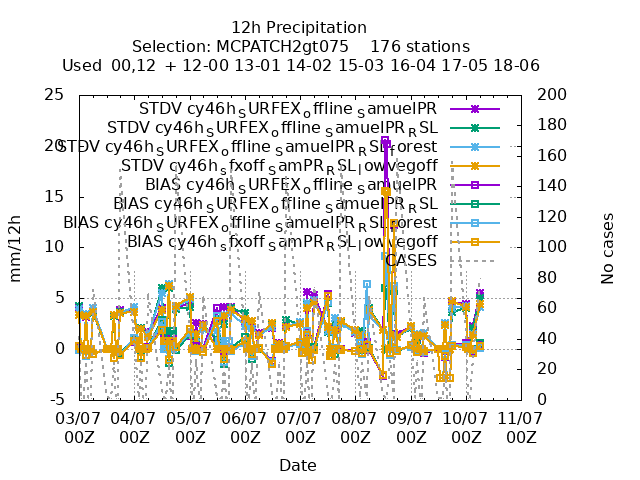 12h Precipitation
Selection: MCPATCH2gt075 176 stations
Used 00,12 + 12-00 13-01 14-02 15-03 16-04 17-05 18-06
25
20
15
10
5
0
-5
mm/12h
200
180
160
140
120
100
80
60
40
20
0
No cases
STDV cy46h_SURFEX_offline_SamuelPR
STDV cy46h_SURFEX_offline_SamuelPR_RSL
STDV cy46h_SURFEX_offline_SamuelPR_RSL_forest
STDV cy46h_sfxoff_SamPR_RSL_lowvegoff
BIAS cy46h_SURFEX_offline_SamuelPR
BIAS cy46h_SURFEX_offline_SamuelPR_RSL
BIAS cy46h_SURFEX_offline_SamuelPR_RSL_forest
BIAS cy46h_sfxoff_SamPR_RSL_lowvegoff
CASES
03/07 04/07 05/07 06/07 07/07 08/07 09/07 10/07 11/07
00Z 00Z 00Z 00Z 00Z 00Z 00Z 00Z 00Z
Date